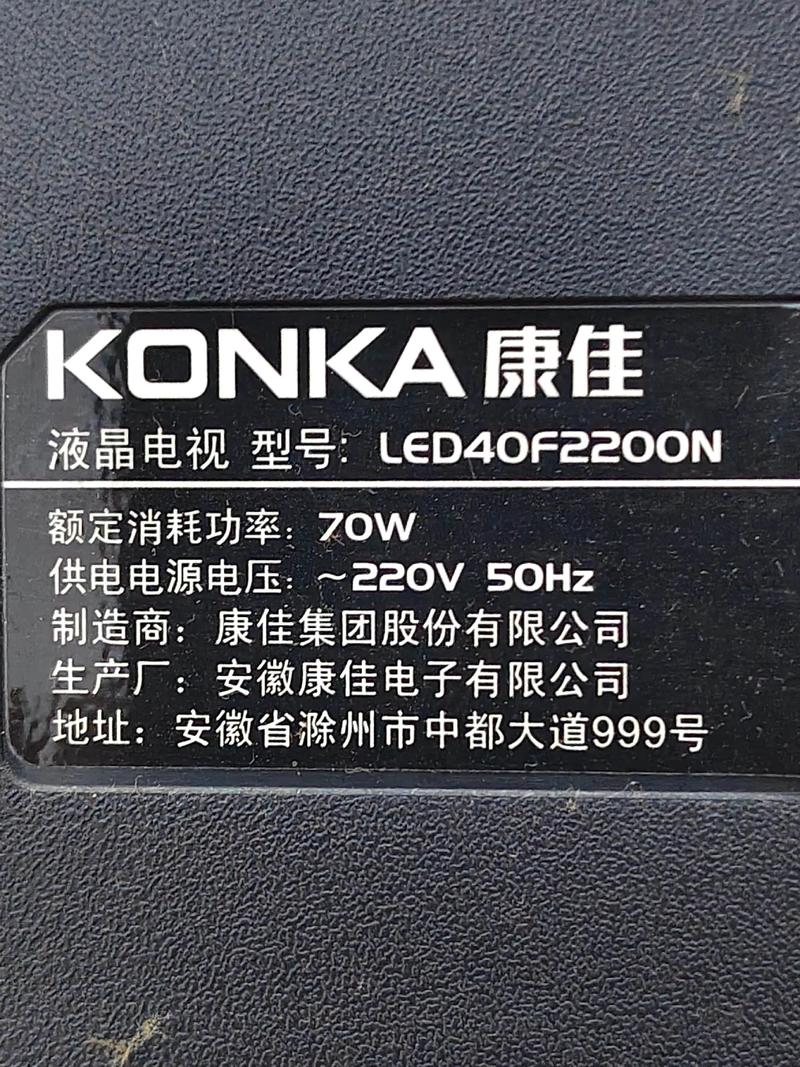 KONKA 康佳
液晶电视 型号: LED40F2200N
额定消耗功率: 70W
供电电源电压: ~220V 50Hz
制造商: 康佳集团股份有限公司
生产厂: 安徽康佳电子有限公司
地址: 安徽省滁州市中都大道999号